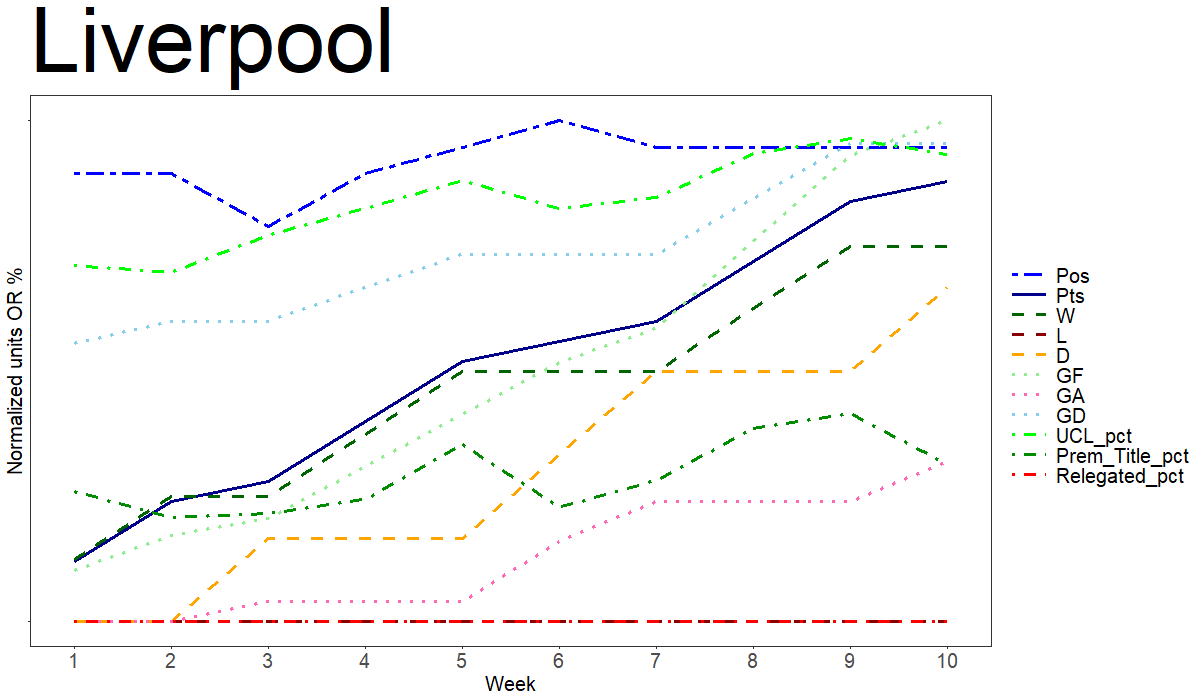 Liverpool
Normalized units OR %
Pos
Pts
W
L
D
GF
GA
GD
UCL_pct
Prem_Title_pct
Relegated_pct
1 2 3 4 5 6 7 8 9 10
Week